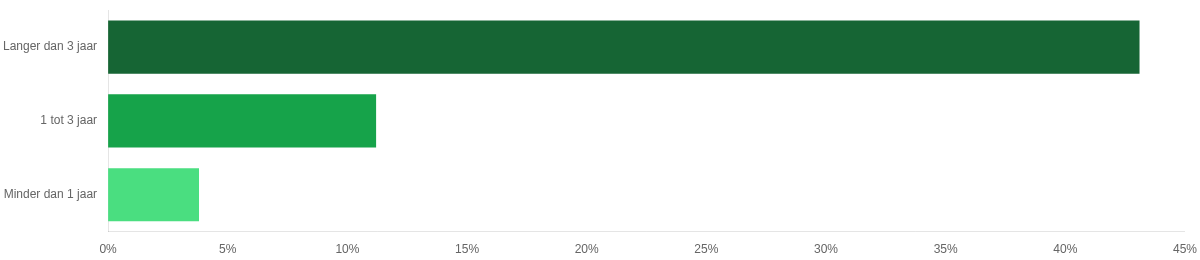 Langer dan 3 jaar
1 tot 3 jaar
Minder dan 1 jaar
0% 5% 10% 15% 20% 25% 30% 35% 40% 45%